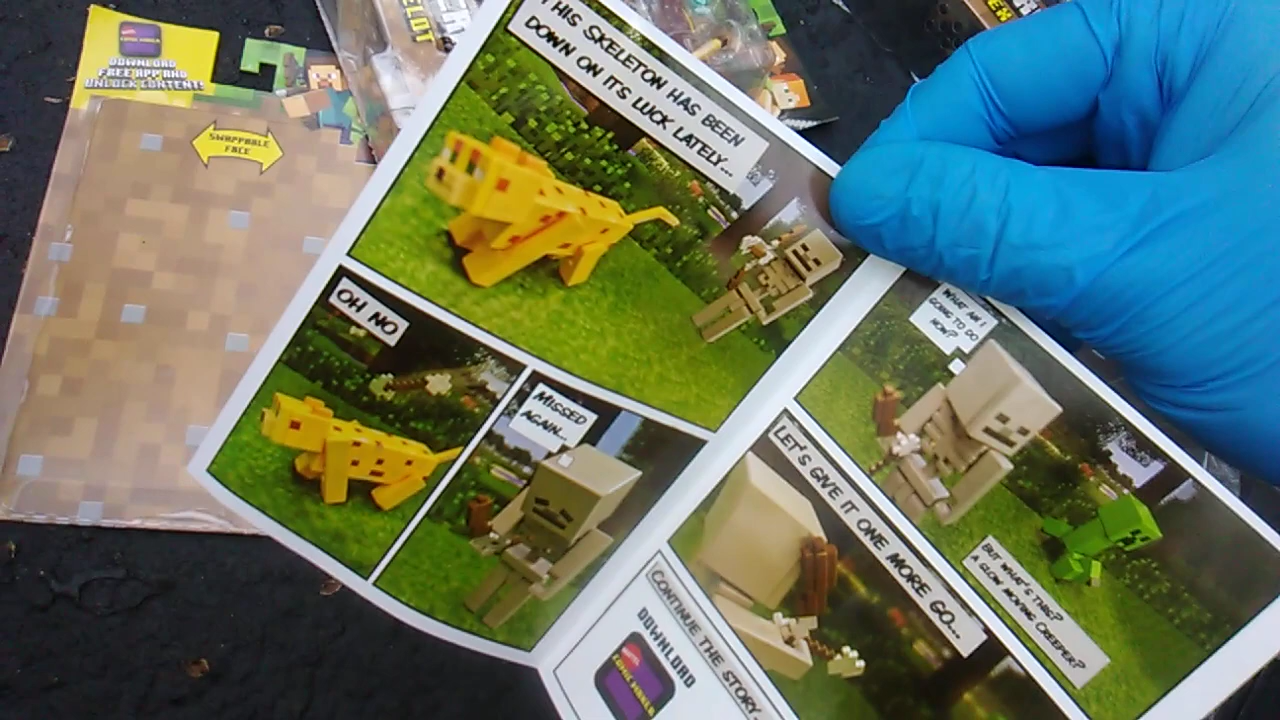 DOWNLOAD
FREE APP AND
UNLOCK CONTENT!
SWAPPABLE
FACE
THIS SKELETON HAS BEEN
DOWN ON IT'S LUCK LATELY...
OH NO
MISSED
AGAIN...
WHAT AM I
GOING TO DO
NOW?
BUT WHAT'S THIS?
A SLOW MOVING CREEPER?
LET'S GIVE IT ONE MORE GO...
CONTINUE THE STORY...
DOWNLOAD
COMIC MAKER